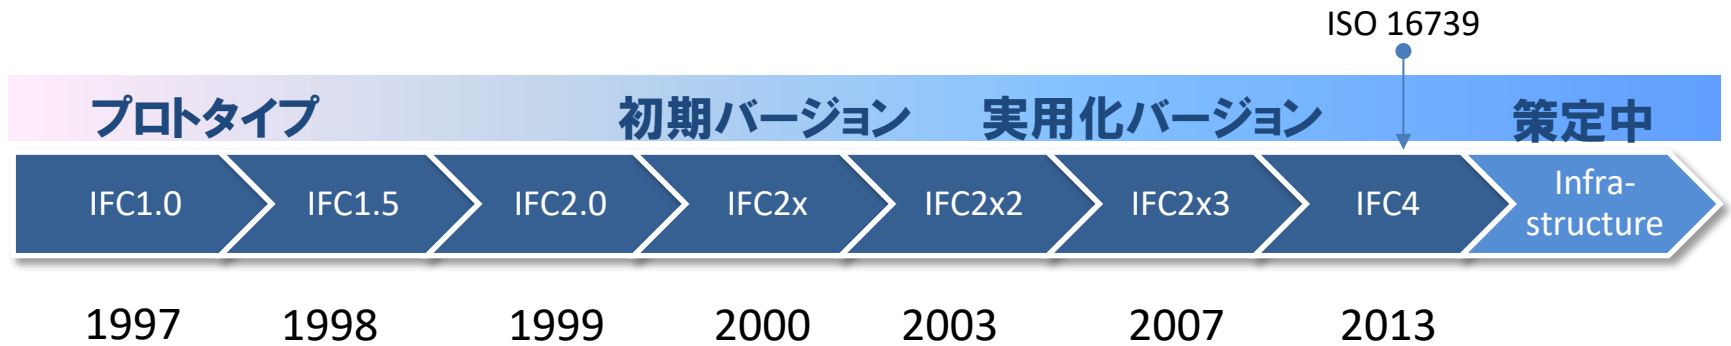 ISO 16739
プロトタイプ 初期バージョン 実用化バージョン 策定中
IFC1.0 IFC1.5 IFC2.0 IFC2x IFC2x2 IFC2x3 IFC4 Infra-
structure
1997 1998 1999 2000 2003 2007 2013